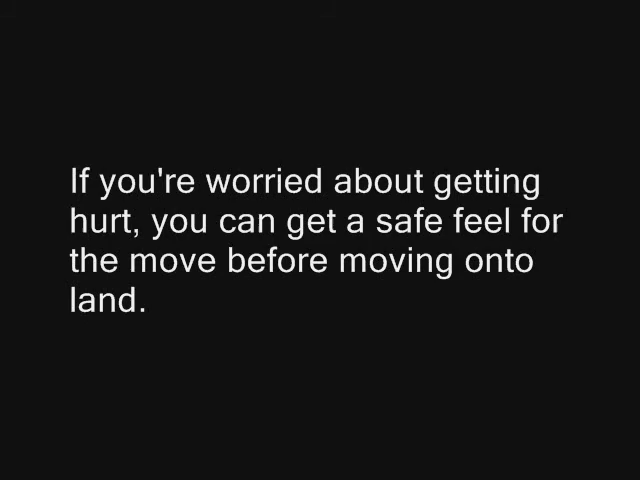 If you're worried about getting
hurt, you can get a safe feel for
the move before moving onto
land.